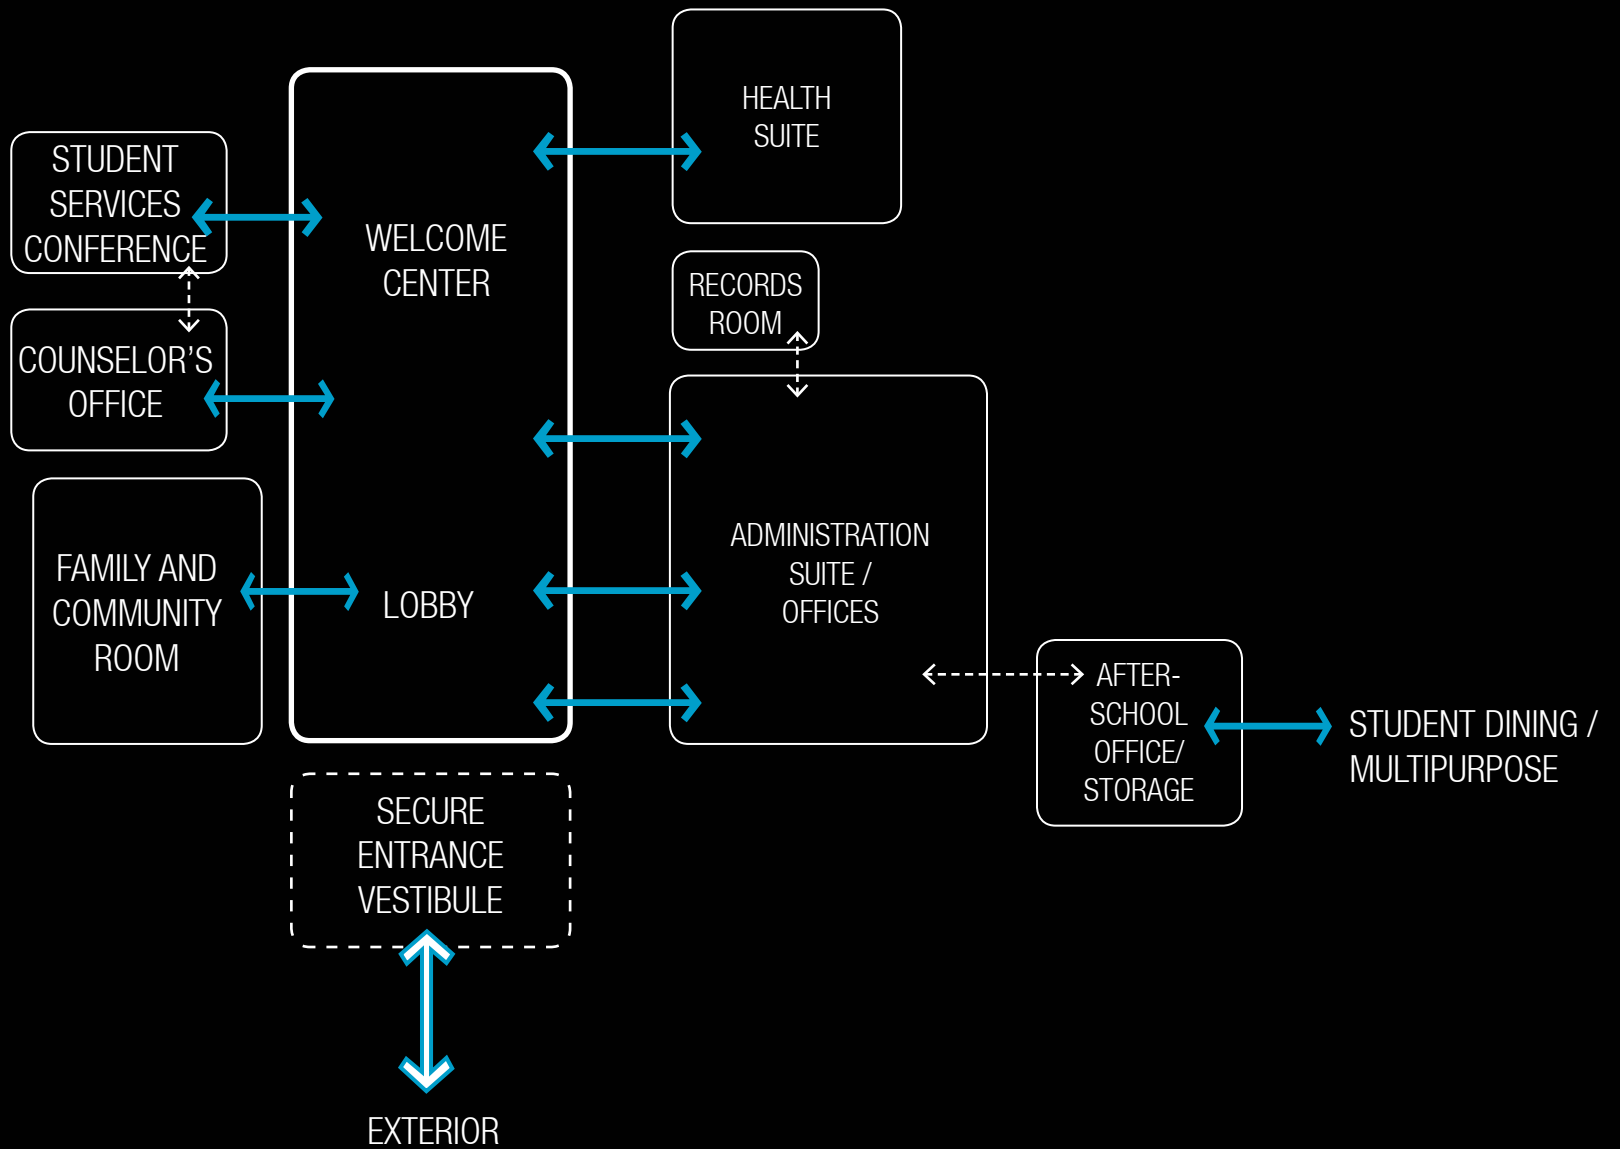 HEALTH
SUITE
STUDENT
SERVICES
CONFERENCE
WELCOME
CENTER
RECORDS
ROOM
COUNSELOR’S
OFFICE
FAMILY AND
COMMUNITY
ROOM
LOBBY
ADMINISTRATION
SUITE /
OFFICES
AFTER-
SCHOOL
OFFICE/
STORAGE
STUDENT DINING /
MULTIPURPOSE
SECURE
ENTRANCE
VESTIBULE
EXTERIOR